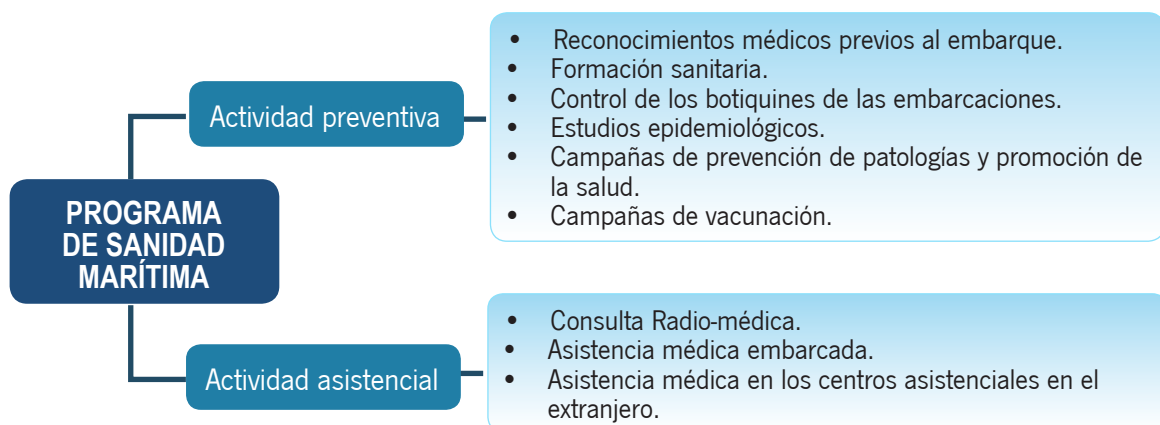 PROGRAMA
DE SANIDAD
MARÍTIMA
Actividad preventiva
• Reconocimientos médicos previos al embarque.
• Formación sanitaria.
• Control de los botiquines de las embarcaciones.
• Estudios epidemiológicos.
• Campañas de prevención de patologías y promoción de
la salud.
• Campañas de vacunación.
Actividad asistencial
• Consulta Radio-médica.
• Asistencia médica embarcada.
• Asistencia médica en los centros asistenciales en el
extranjero.